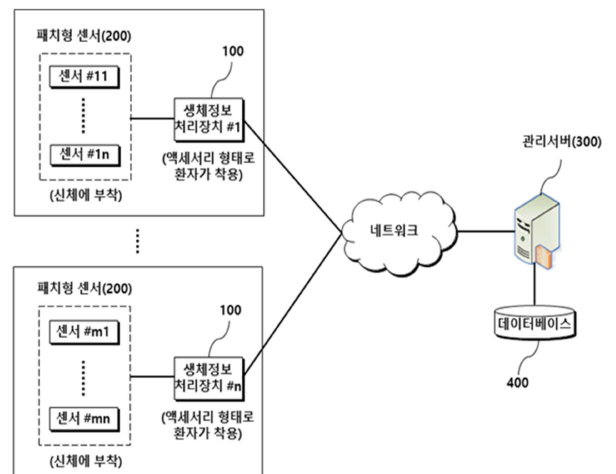 패치형 센서(200)
센서 #11
센서 #1n
(신체에 부착)
100
생체정보
처리장치 #1
(액세서리 형태로
환자가 착용)
패치형 센서(200)
센서 #m1
센서 #mn
(신체에 부착)
100
생체정보
처리장치 #n
(액세서리 형태로
환자가 착용)
네트워크
관리서버(300)
데이터베이스
400